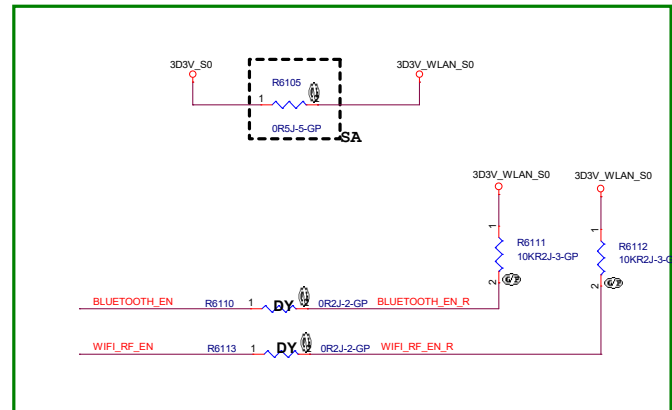 3D3V_S0
3D3V_WLAN_S0
R6105
1
2
0R5J-5-GP
SA
3D3V_WLAN_S0
3D3V_WLAN_S0
1
1
R6111
10KR2J-3-GP
R6112
10KR2J-3-G
2
2
BLUETOOTH_EN
R6110
1
DY
2
0R2J-2-GP
BLUETOOTH_EN_R
WIFI_RF_EN
R6113
1
DY
2
0R2J-2-GP
WIFI_RF_EN_R